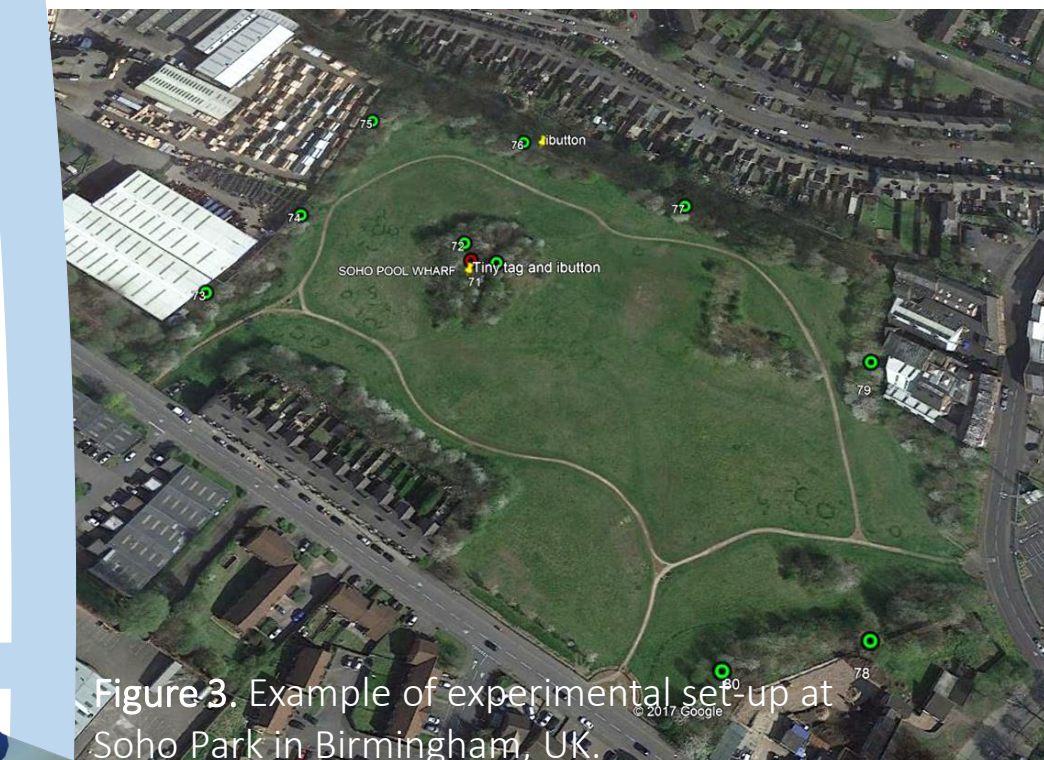 75
76 ibutton
74
77
72
SOHO POOL WHARF Tiny tag and ibutton
71
73
79
78
80
© 2017 Google
Figure 3. Example of experimental set-up at
Soho Park in Birmingham, UK.